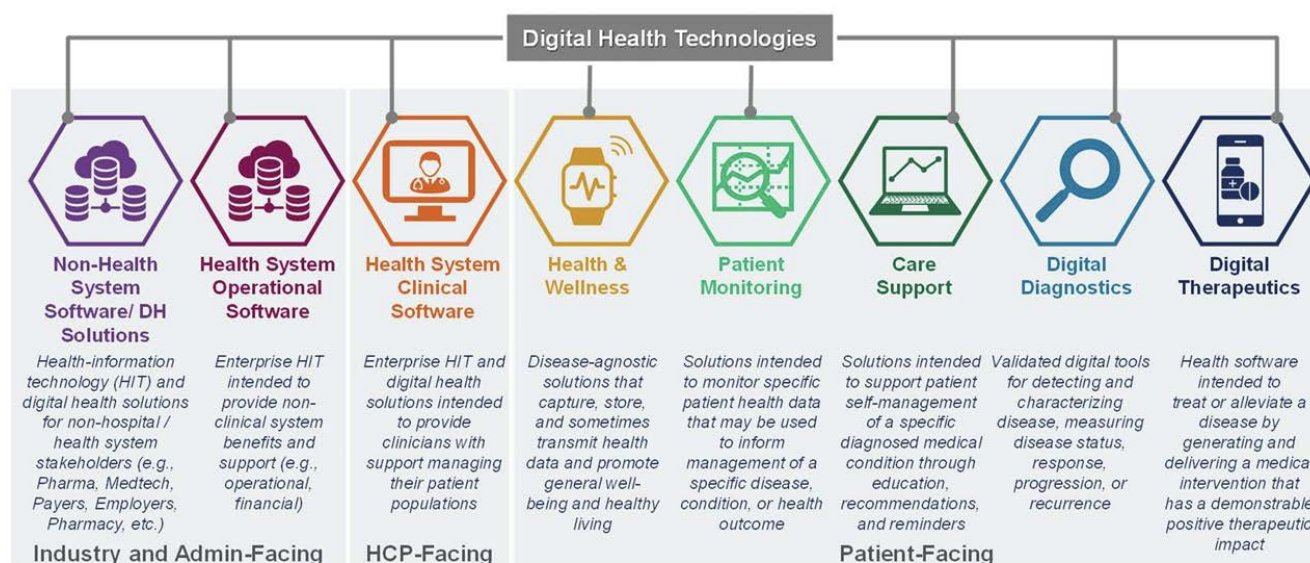 Digital Health Technologies
Non-Health
System
Software/ DH
Solutions
Health-information
technology (HIT) and
digital health solutions
for non-hospital /
health system
stakeholders (e.g.,
Pharma, Medtech,
Payers, Employers,
Pharmacy, etc.)
Health System
Operational
Software
Enterprise HIT
intended to
provide non-
clinical system
benefits and
support (e.g.,
operational,
financial)
Industry and Admin-Facing
Health System
Clinical
Software
Enterprise HIT and
digital health
solutions intended
to provide
clinicians with
support managing
their patient
populations
HCP-Facing
Health &
Wellness
Disease-agnostic
solutions that
capture, store,
and sometimes
transmit health
data and promote
general well-
being and healthy
living
Patient
Monitoring
Solutions intended
to monitor specific
patient health data
that may be used
to inform
management of a
specific disease,
condition, or health
outcome
Care
Support
Solutions intended
to support patient
self-management
of a specific
diagnosed medical
condition through
education,
recommendations,
and reminders
Digital
Diagnostics
Validated digital tools
for detecting and
characterizing
disease, measuring
disease status,
response,
progression, or
recurrence
Digital
Therapeutics
Health software
intended to
treat or alleviate a
disease by
generating and
delivering a medical
intervention that
has a demonstrable
positive therapeutic
impact
Patient-Facing